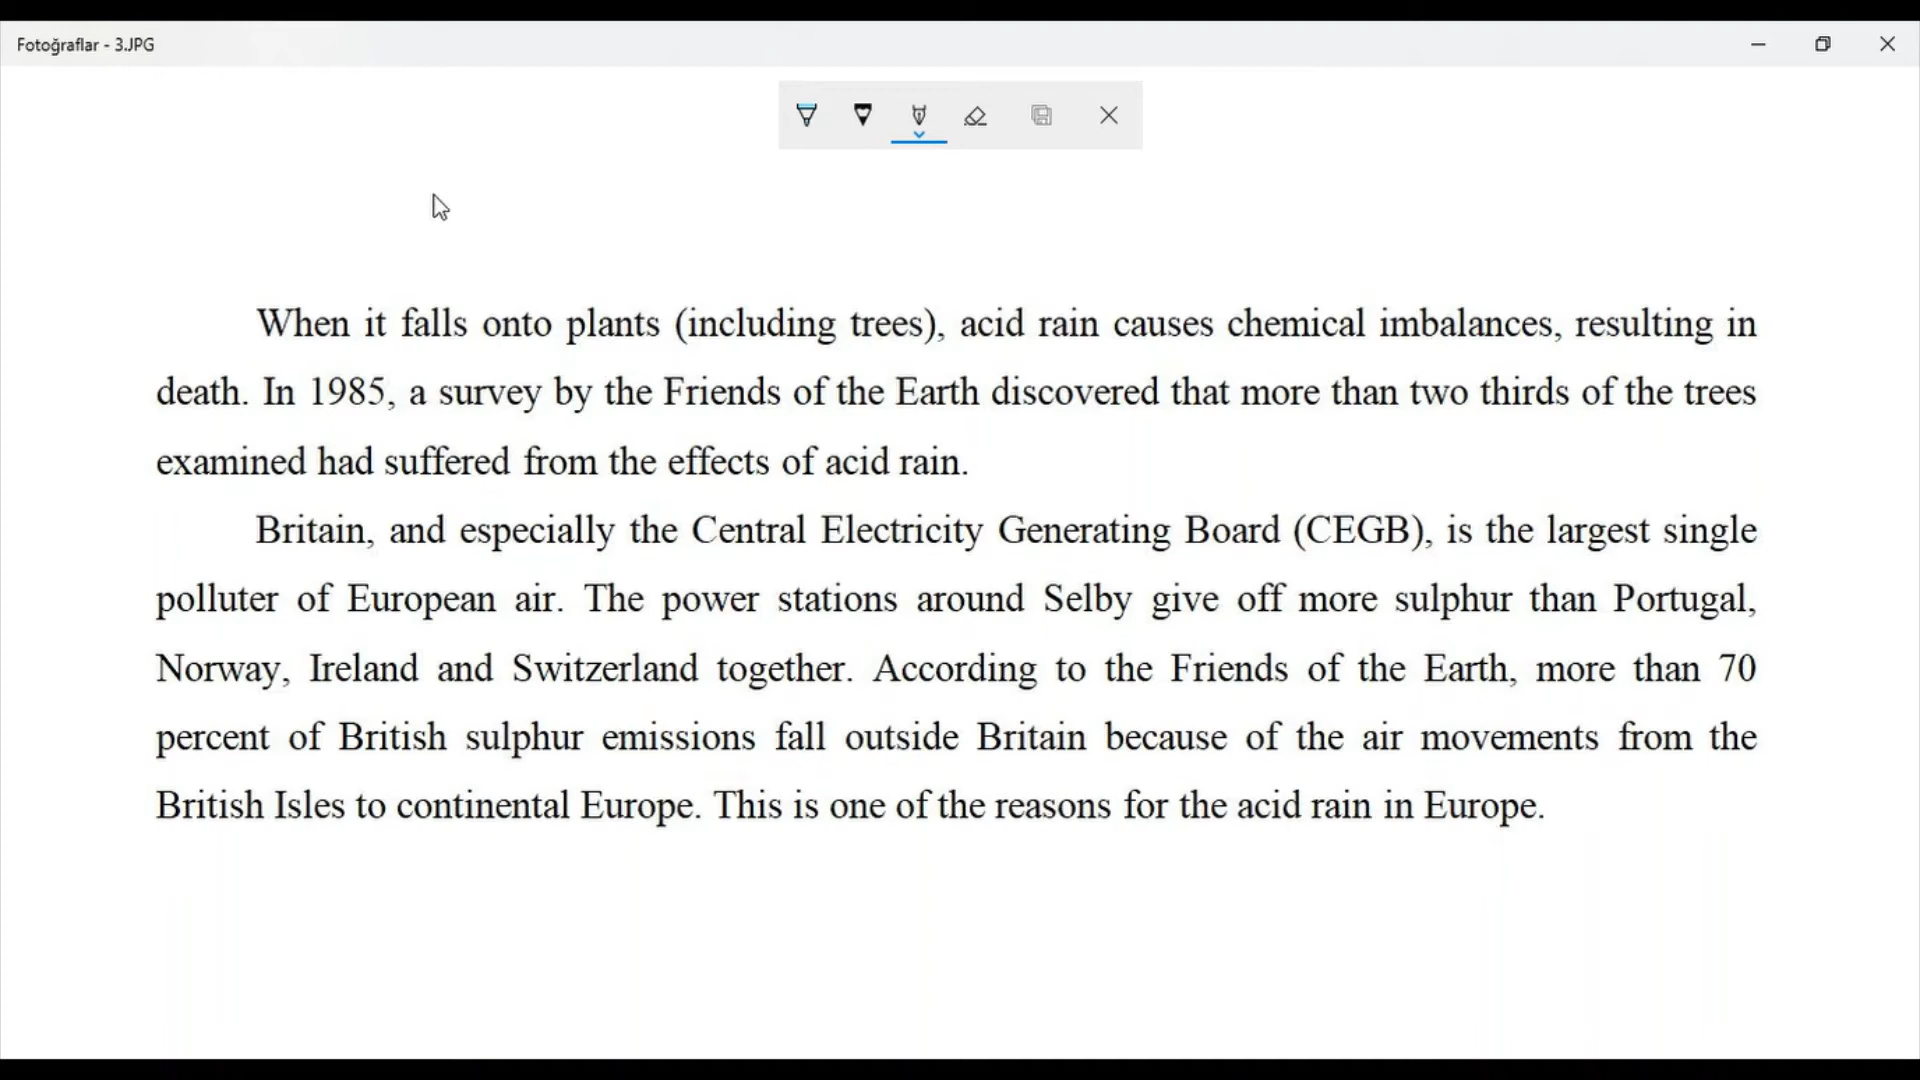 Fotoğraflar - 3.JPG
When it falls onto plants (including trees), acid rain causes chemical imbalances, resulting in
death. In 1985, a survey by the Friends of the Earth discovered that more than two thirds of the trees
examined had suffered from the effects of acid rain.
Britain, and especially the Central Electricity Generating Board (CEGB), is the largest single
polluter of European air. The power stations around Selby give off more sulphur than Portugal,
Norway, Ireland and Switzerland together. According to the Friends of the Earth, more than 70
percent of British sulphur emissions fall outside Britain because of the air movements from the
British Isles to continental Europe. This is one of the reasons for the acid rain in Europe.